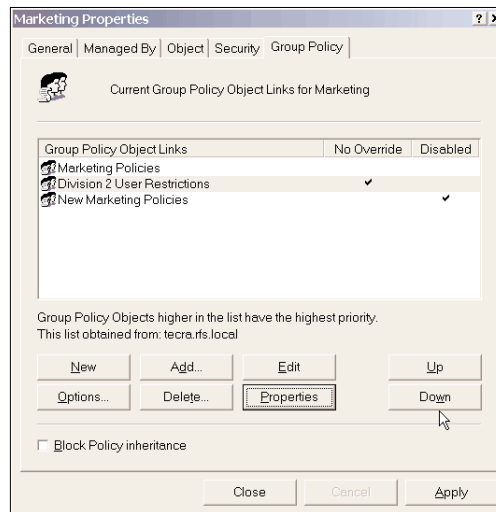 Marketing Properties
General Managed By Object Security Group Policy
Current Group Policy Object Links for Marketing
Group Policy Object Links No Override Disabled
Marketing Policies
Division 2 User Restrictions
New Marketing Policies
Group Policy Objects higher in the list have the highest priority.
This list obtained from: tecra.rfs.local
New Add... Edit Up
Options... Delete... Properties Down
Block Policy inheritance
Close Cancel Apply